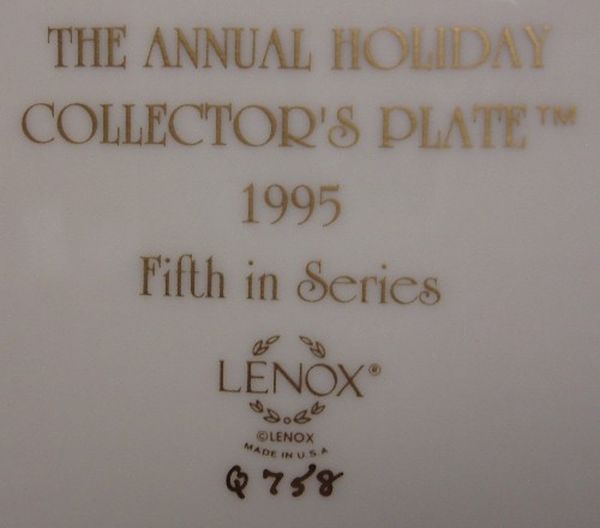 THE ANNUAL HOLIDAY
COLLECTOR'S PLATE™
1995
Fifth in Series
LENOX®
©LENOX
MADE IN U.S.A
Q758